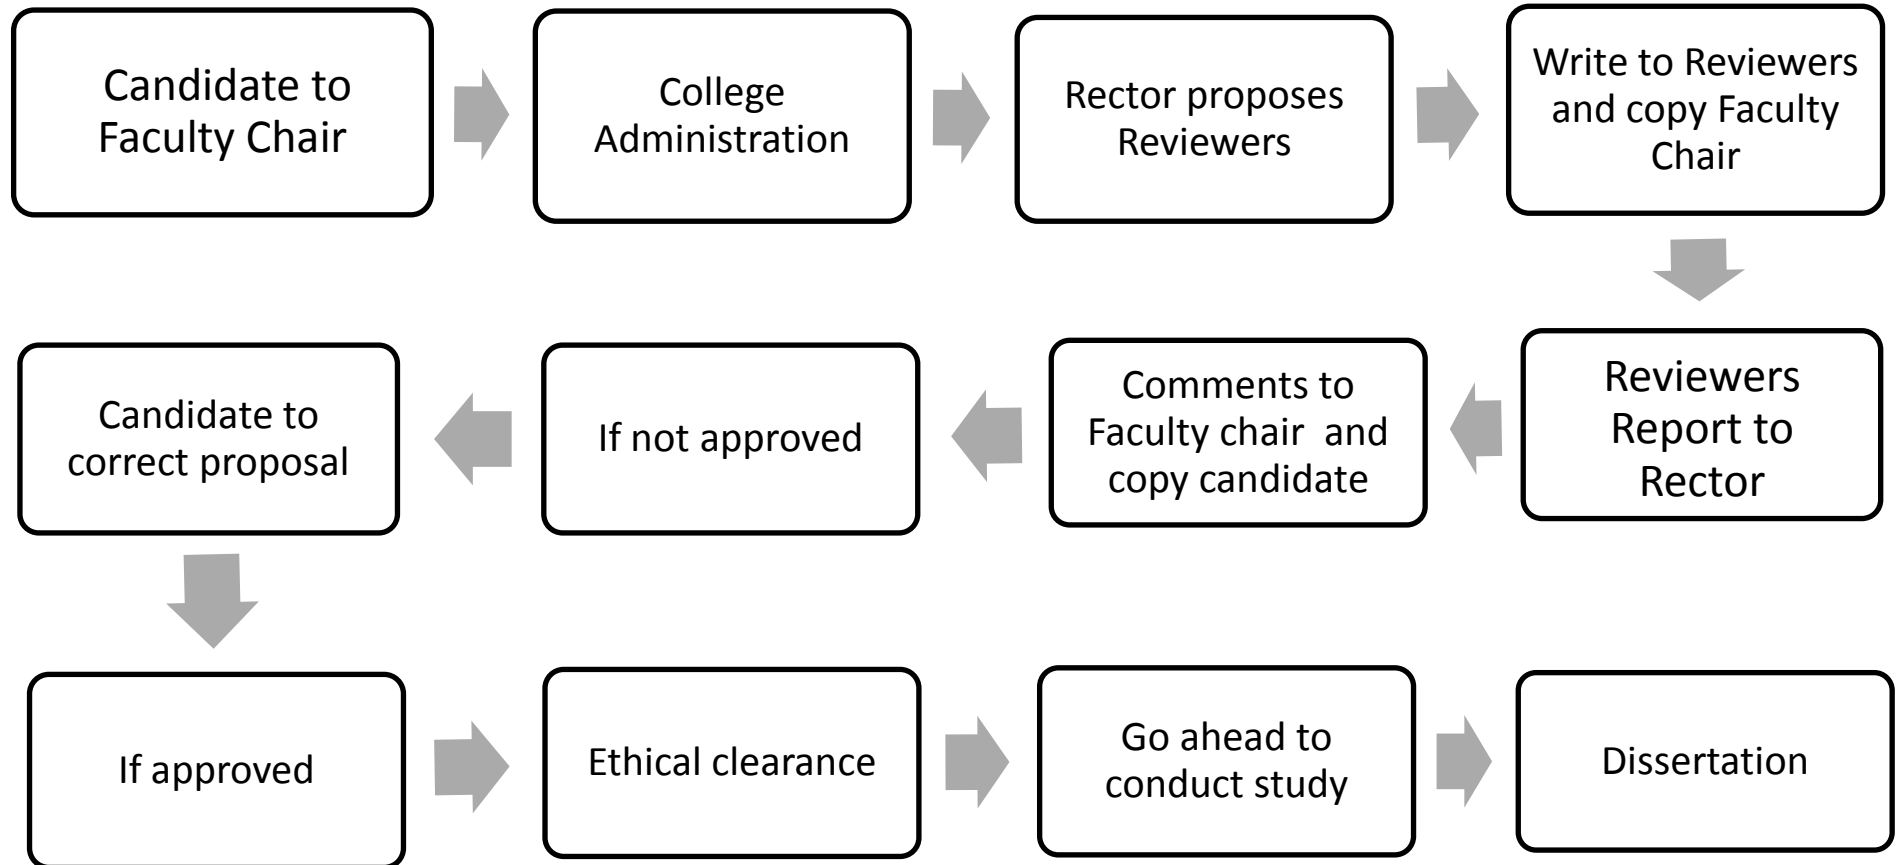 Candidate to
Faculty Chair
College
Administration
Rector proposes
Reviewers
Write to Reviewers
and copy Faculty
Chair
Reviewers
Report to
Rector
Comments to
Faculty chair  and
copy candidate
If not approved
Candidate to
correct proposal
If approved
Ethical clearance
Go ahead to
conduct study
Dissertation